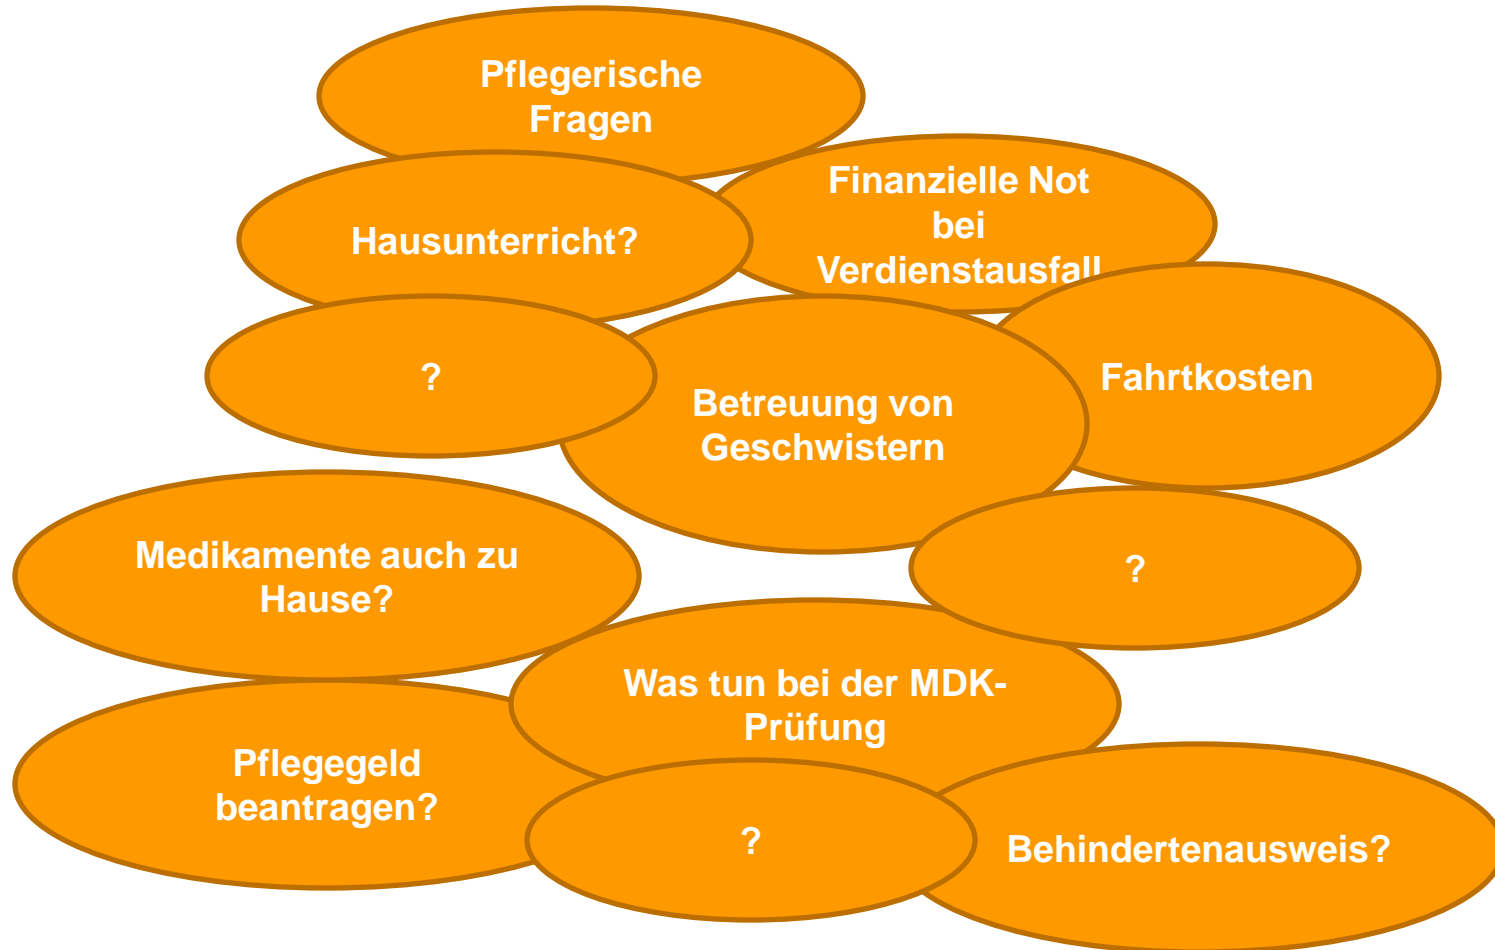 Pflegerische
Fragen
Finanzielle Not
bei
Verdienstausfall
Hausunterricht?
?
Betreuung von
Geschwistern
Fahrtkosten
Medikamente auch zu
Hause?
?
Was tun bei der MDK-
Prüfung
Pflegegeld
beantragen?
?
Behindertenausweis?